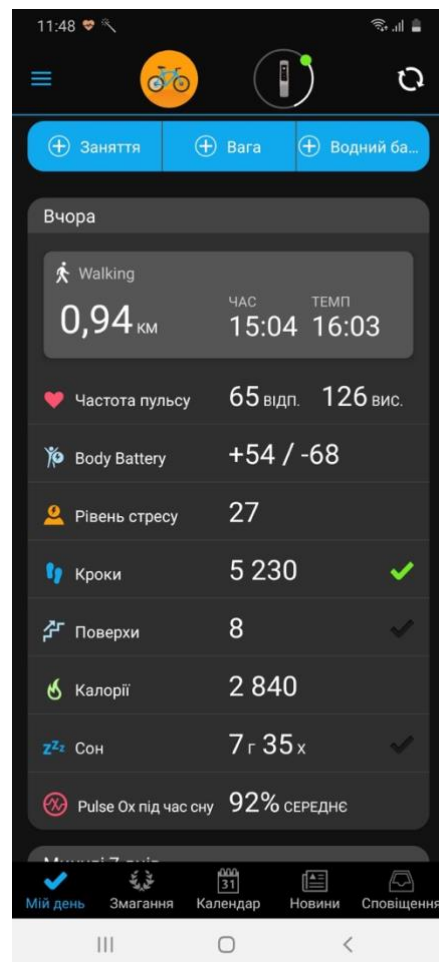 11:48
Заняття Вага Водний ба...
Вчора
Walking
0,94 км
ЧАС ТЕМП
15:04 16:03
Частота пульсу 65 відп. 126 вис.
Body Battery +54 / -68
Рівень стресу 27
Кроки 5 230
Поверхи 8
Калорії 2 840
zZz Сон 7 г 35 х
Pulse Ox під час сну 92% СЕРЕДНЄ
31
Мій день Змагання Календар Новини Сповіщення